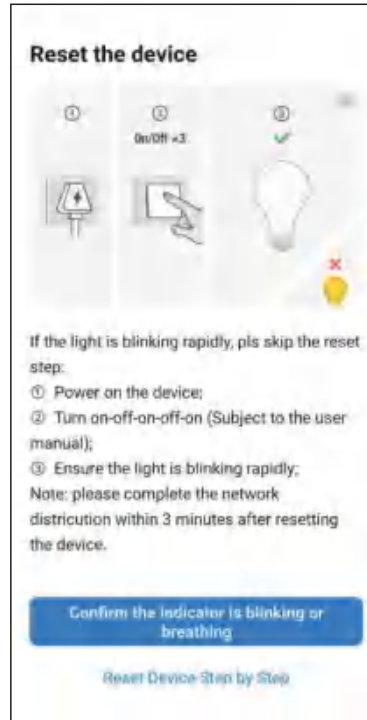 Reset the device
① ② ③
On/Off ×3
If the light is blinking rapidly, pls skip the reset
step:
① Power on the device;
② Turn on-off-on-off-on (Subject to the user
manual);
③ Ensure the light is blinking rapidly;
Note: please complete the network
districution within 3 minutes after resetting
the device.
Confirm the indicator is blinking or
breathing
Reset Device Step by Step